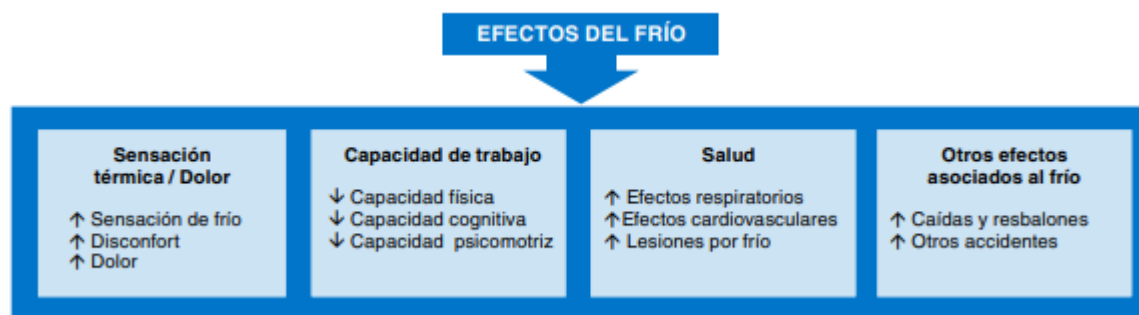 EFECTOS DEL FRÍO
Sensación
térmica / Dolor
↑ Sensación de frío
↑ Disconfort
↑ Dolor
Capacidad de trabajo
↓ Capacidad física
↓ Capacidad cognitiva
↓ Capacidad psicomotriz
Salud
↑ Efectos respiratorios
↑Efectos cardiovasculares
↑ Lesiones por frío
Otros efectos
asociados al frío
↑ Caídas y resbalones
↑ Otros accidentes